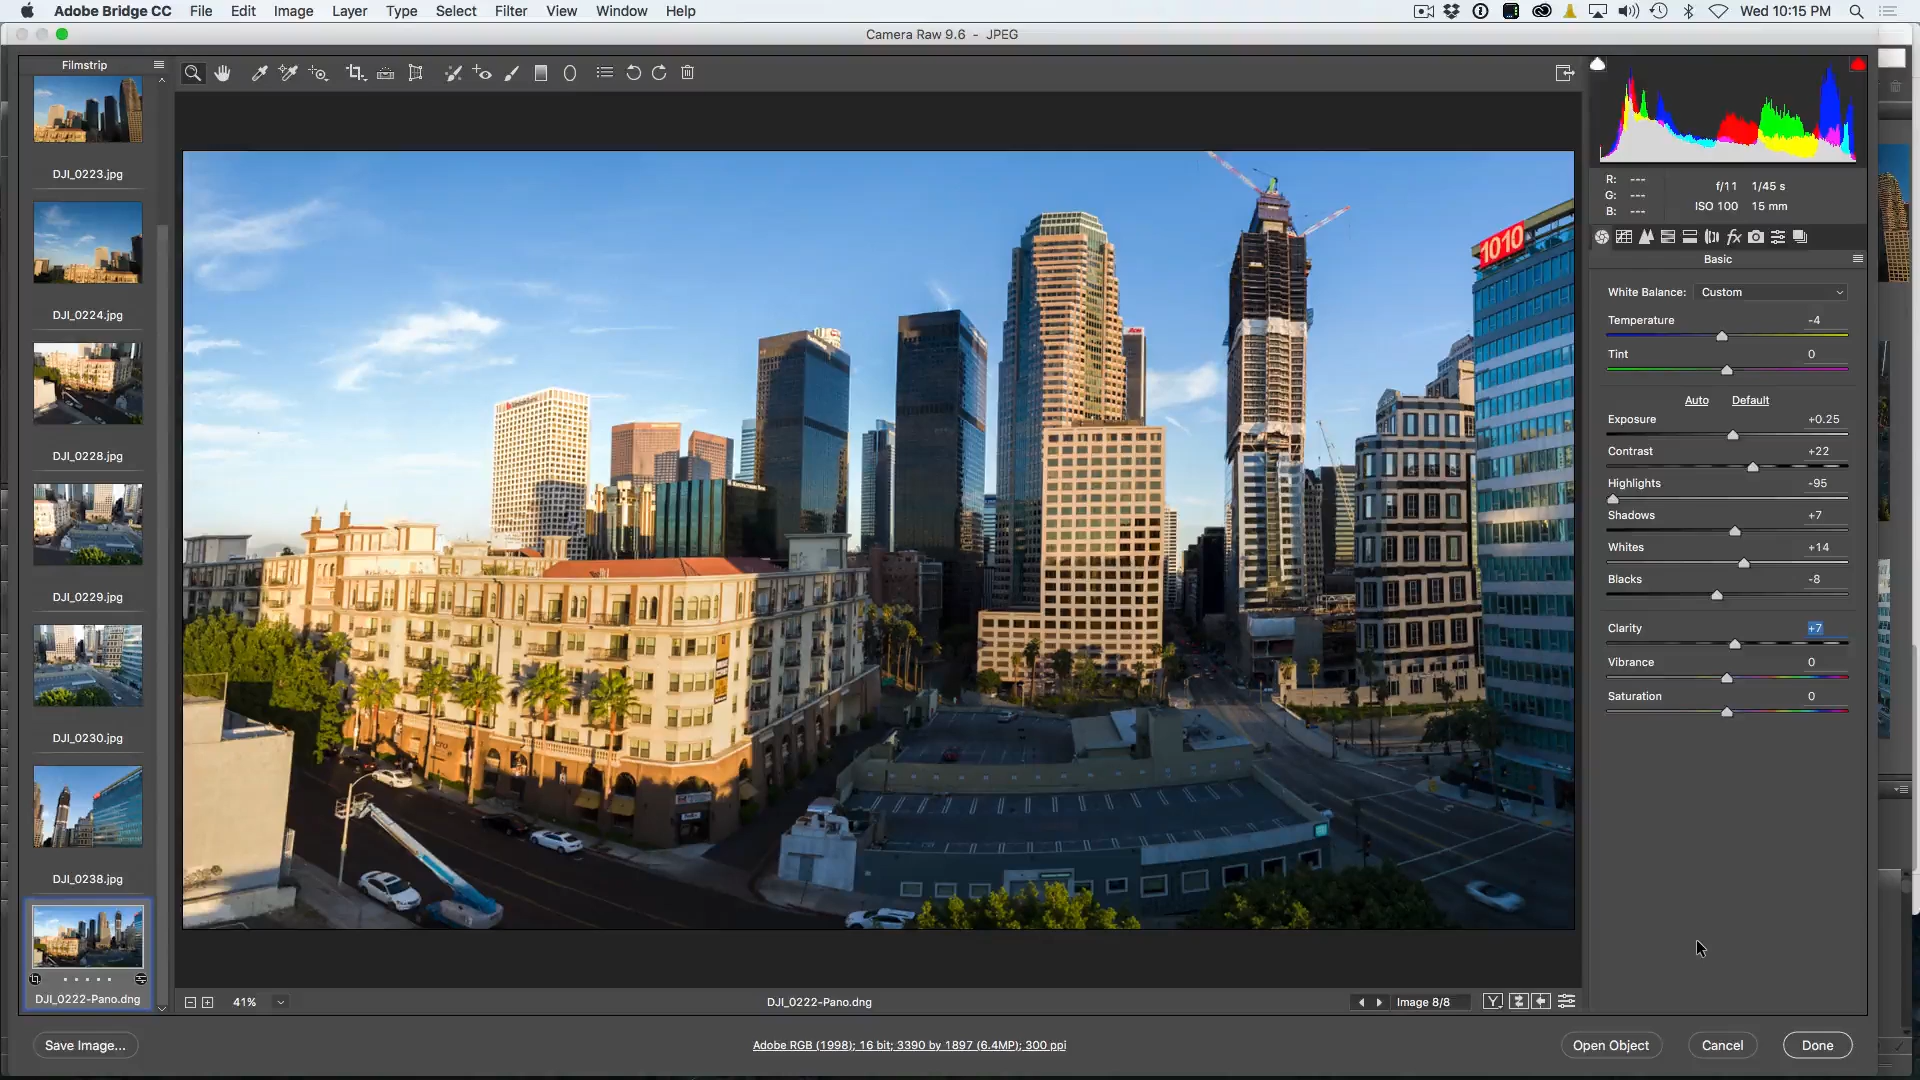 Adobe Bridge CC File Edit Image Layer Type Select Filter View Window Help Wed 10:15 PM
Camera Raw 9.6 - JPEG
Filmstrip
DJI_0223.jpg
DJI_0224.jpg
DJI_0228.jpg
DJI_0229.jpg
DJI_0230.jpg
DJI_0238.jpg
DJI_0222-Pano.dng
1010
R: ---
G: ---
B: ---
f/11 1/45 s
ISO 100 15 mm
fx
Basic
White Balance: Custom
Temperature -4
Tint 0
Auto Default
Exposure +0.25
Contrast +22
Highlights -95
Shadows +7
Whites +14
Blacks -8
Clarity +7
Vibrance 0
Saturation 0
41%
DJI_0222-Pano.dng
Image 8/8
Y
Save Image...
Adobe RGB (1998); 16 bit; 3390 by 1897 (6.4MP); 300 ppi
Open Object
Cancel
Done